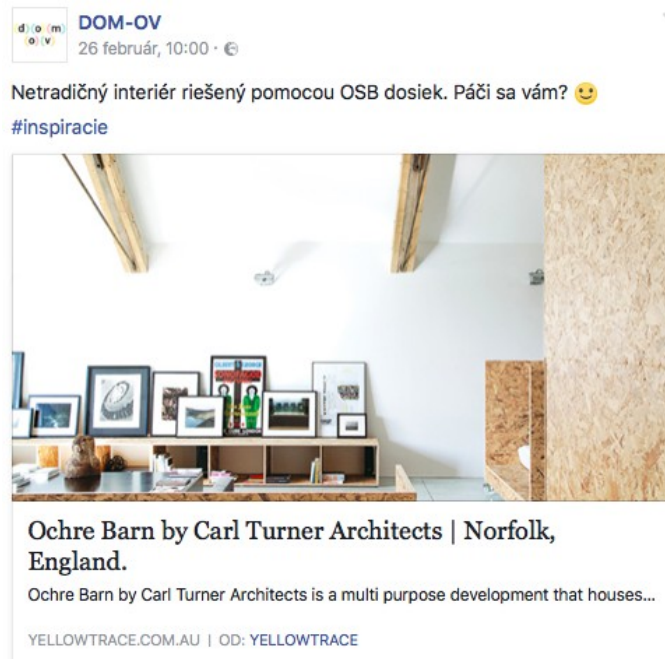 d)(o (m)
(o)(v)
DOM-OV
26 február, 10:00 ·
Netradičný interiér riešený pomocou OSB dosiek. Páči sa vám? 🙂
#inspiracie
Ochre Barn by Carl Turner Architects | Norfolk,
England.
Ochre Barn by Carl Turner Architects is a multi purpose development that houses...
YELLOWTRACE.COM.AU | OD: YELLOWTRACE